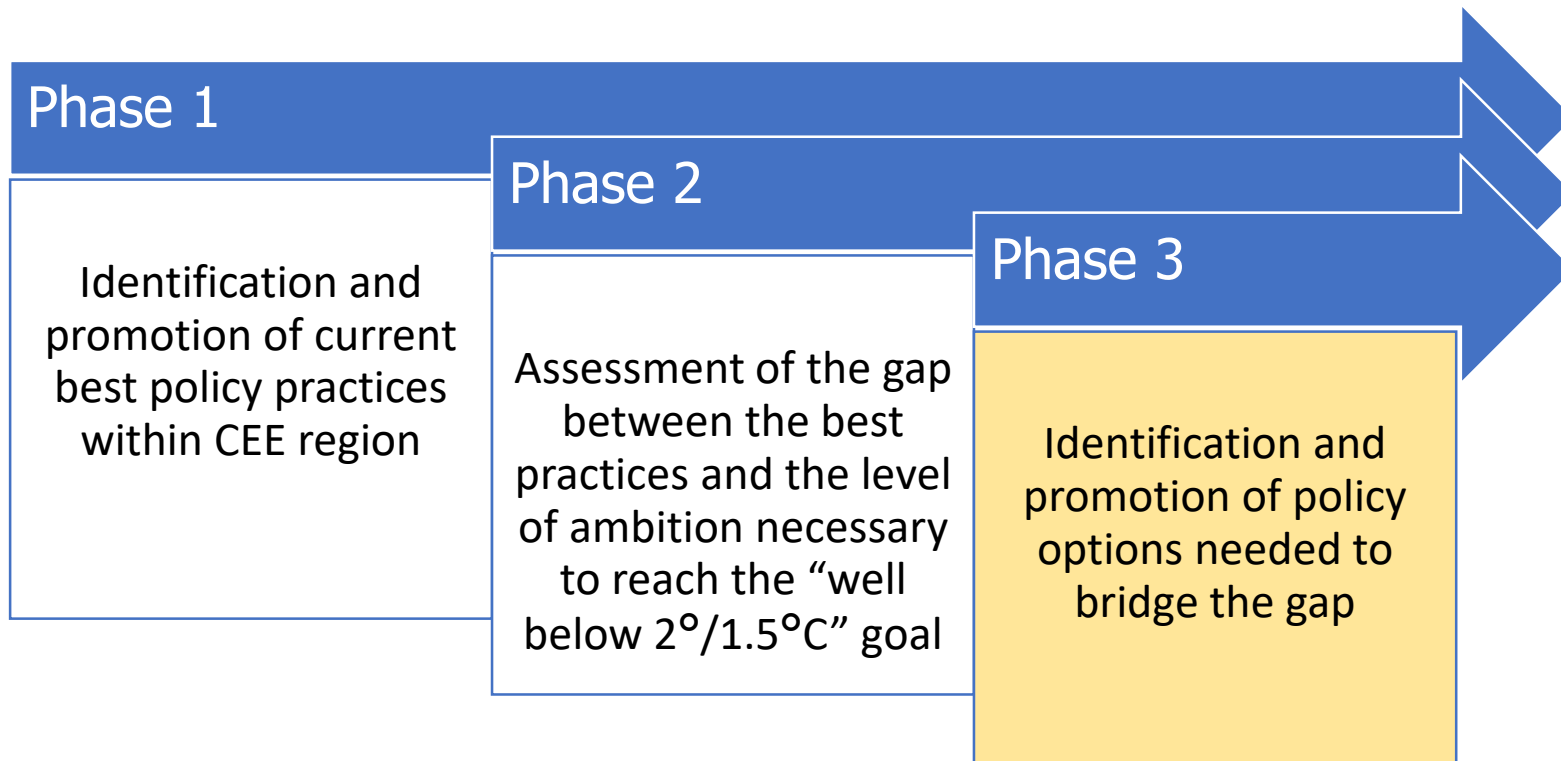 Phase 1
Identification and
promotion of current
best policy practices
within CEE region
Phase 2
Assessment of the gap
between the best
practices and the level
of ambition necessary
to reach the “well
below 2°/1.5°C” goal
Phase 3
Identification and
promotion of policy
options needed to
bridge the gap